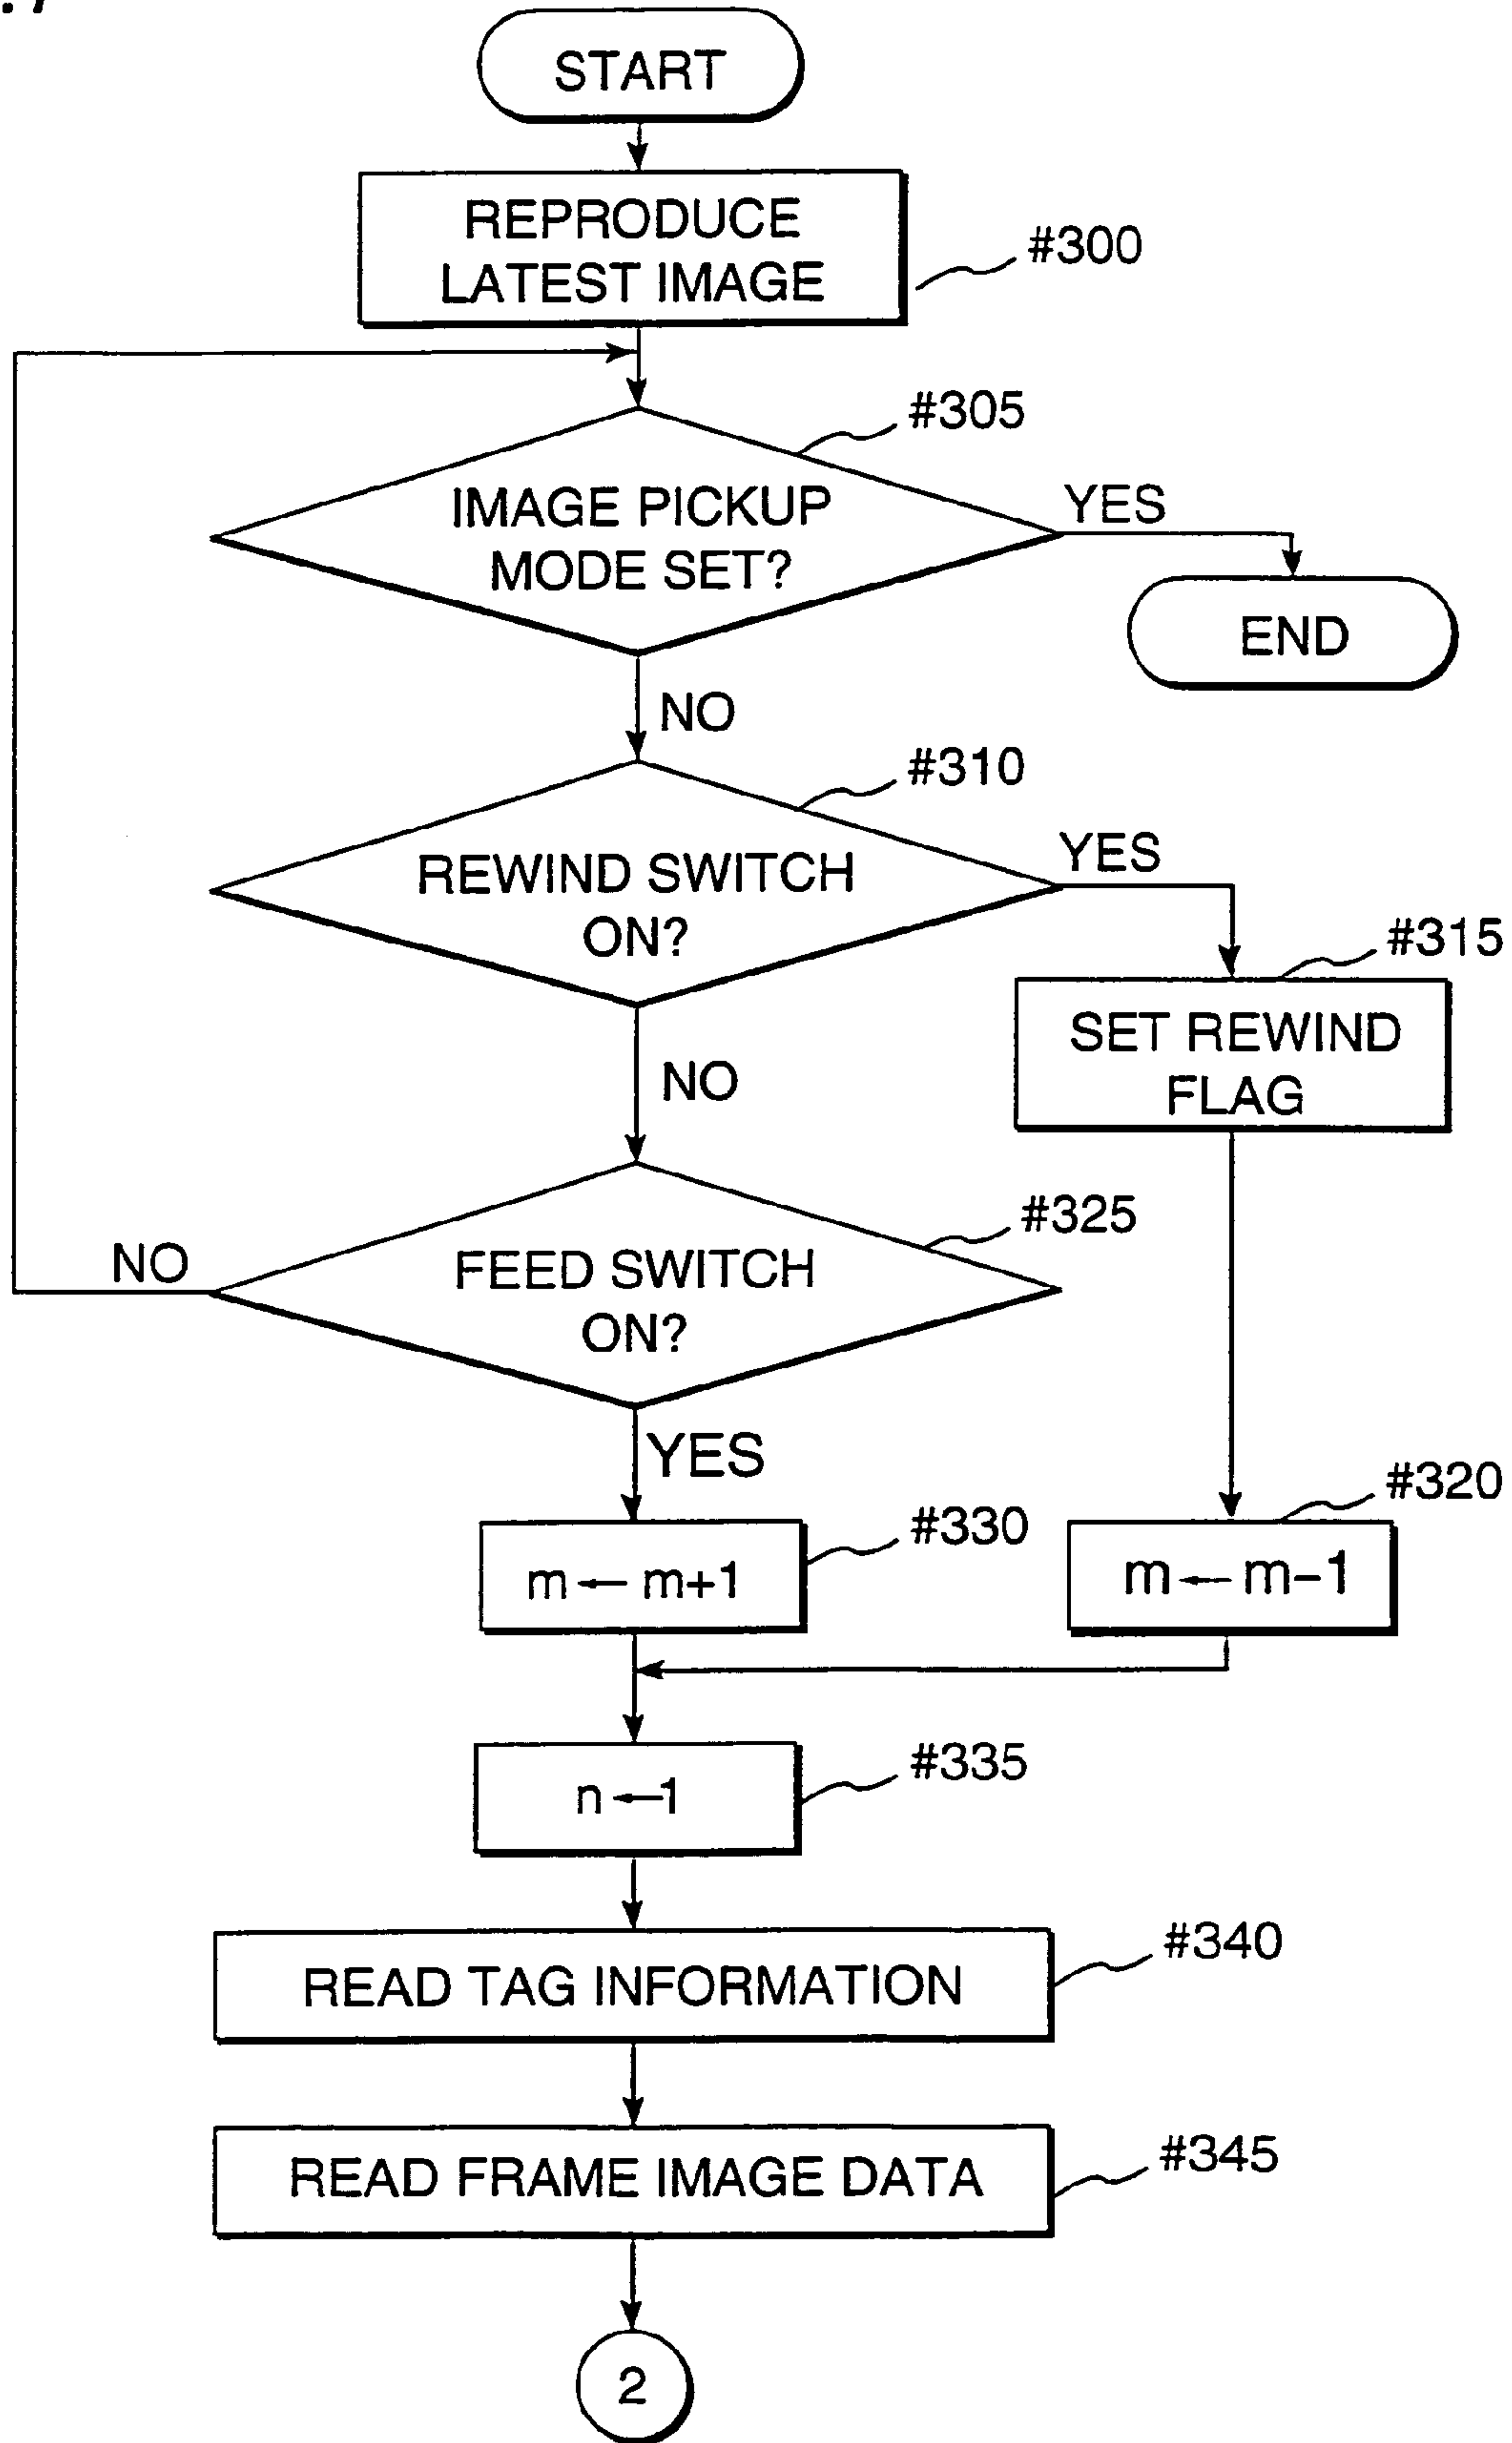 START
REPRODUCE
LATEST IMAGE
#300
#305
IMAGE PICKUP
MODE SET?
YES
END
NO
#310
REWIND SWITCH
ON?
YES
#315
SET REWIND
FLAG
NO
#325
FEED SWITCH
ON?
NO
YES
#330
m ← m+1
#320
m ← m−1
#335
n ← 1
#340
READ TAG INFORMATION
#345
READ FRAME IMAGE DATA
2